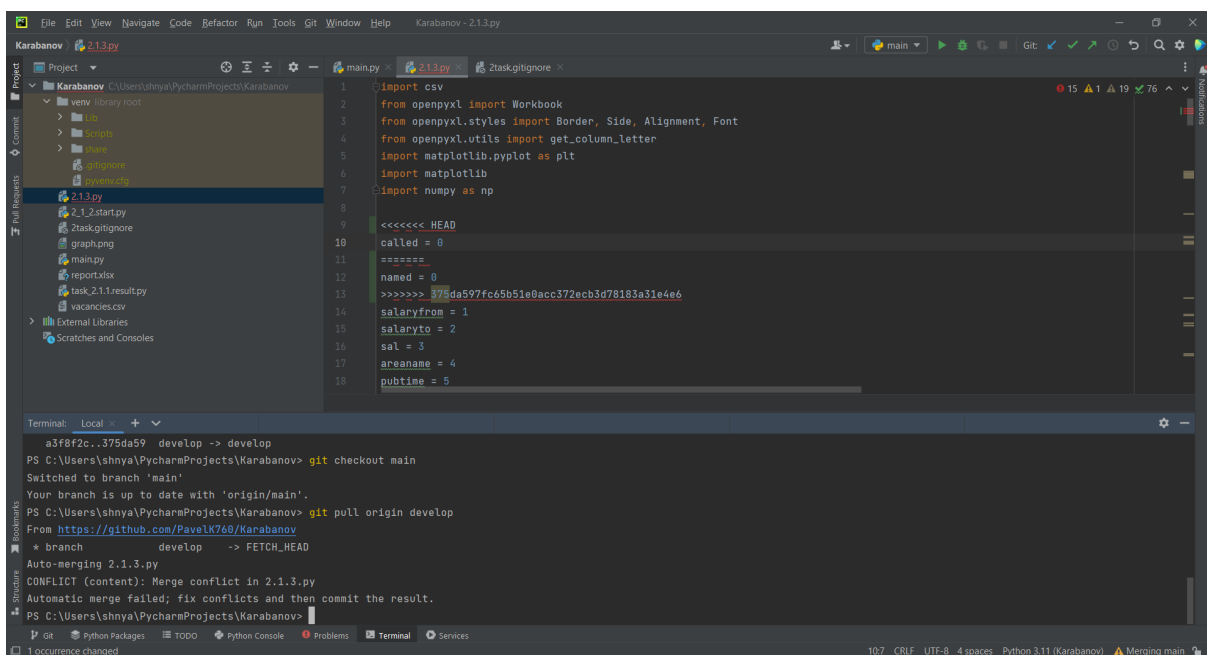 File Edit View Navigate Code Refactor Run Tools Git Window Help Karabanov - 2.1.3.py
Karabanov 2.1.3.py main Git:
Project main.py 2.1.3.py 2task.gitignore
Karabanov C:\Users\shnya\PycharmProjects\Karabanov
venv library root
Lib
Scripts
share
.gitignore
pyvenv.cfg
2.1.3.py
2_1_2.start.py
2task.gitignore
graph.png
main.py
report.xlsx
task_2.1.1.result.py
vacancies.csv
External Libraries
Scratches and Consoles
1 import csv
2 from openpyxl import Workbook
3 from openpyxl.styles import Border, Side, Alignment, Font
4 from openpyxl.utils import get_column_letter
5 import matplotlib.pyplot as plt
6 import matplotlib
7 import numpy as np
8
9 <<<<<<< HEAD
10 called = 0
11 =======
12 named = 0
13 >>>>>>> 375da597fc65b51e0acc372ecb3d78183a31e4e6
14 salaryfrom = 1
15 salaryto = 2
16 sal = 3
17 areaname = 4
18 pubtime = 5
15 1 19 76
Project
Commit
Pull Requests
Bookmarks
Structure
Notifications
Terminal: Local
a3f8f2c..375da59 develop -> develop
PS C:\Users\shnya\PycharmProjects\Karabanov> git checkout main
Switched to branch 'main'
Your branch is up to date with 'origin/main'.
PS C:\Users\shnya\PycharmProjects\Karabanov> git pull origin develop
From https://github.com/PavelK760/Karabanov
* branch develop -> FETCH_HEAD
Auto-merging 2.1.3.py
CONFLICT (content): Merge conflict in 2.1.3.py
Automatic merge failed; fix conflicts and then commit the result.
PS C:\Users\shnya\PycharmProjects\Karabanov>
Git Python Packages TODO Python Console Problems Terminal Services
1 occurrence changed 10:7 CRLF UTF-8 4 spaces Python 3.11 (Karabanov) Merging main